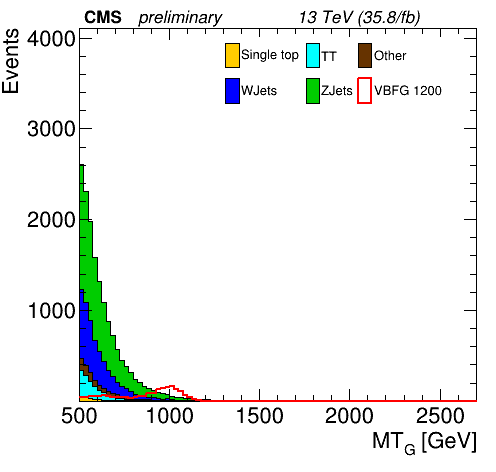 CMS preliminary 13 TeV (35.8/fb)
Events
4000
3000
2000
1000
Single top TT Other
WJets ZJets VBFG 1200
500 1000 1500 2000 2500
MT_G [GeV]